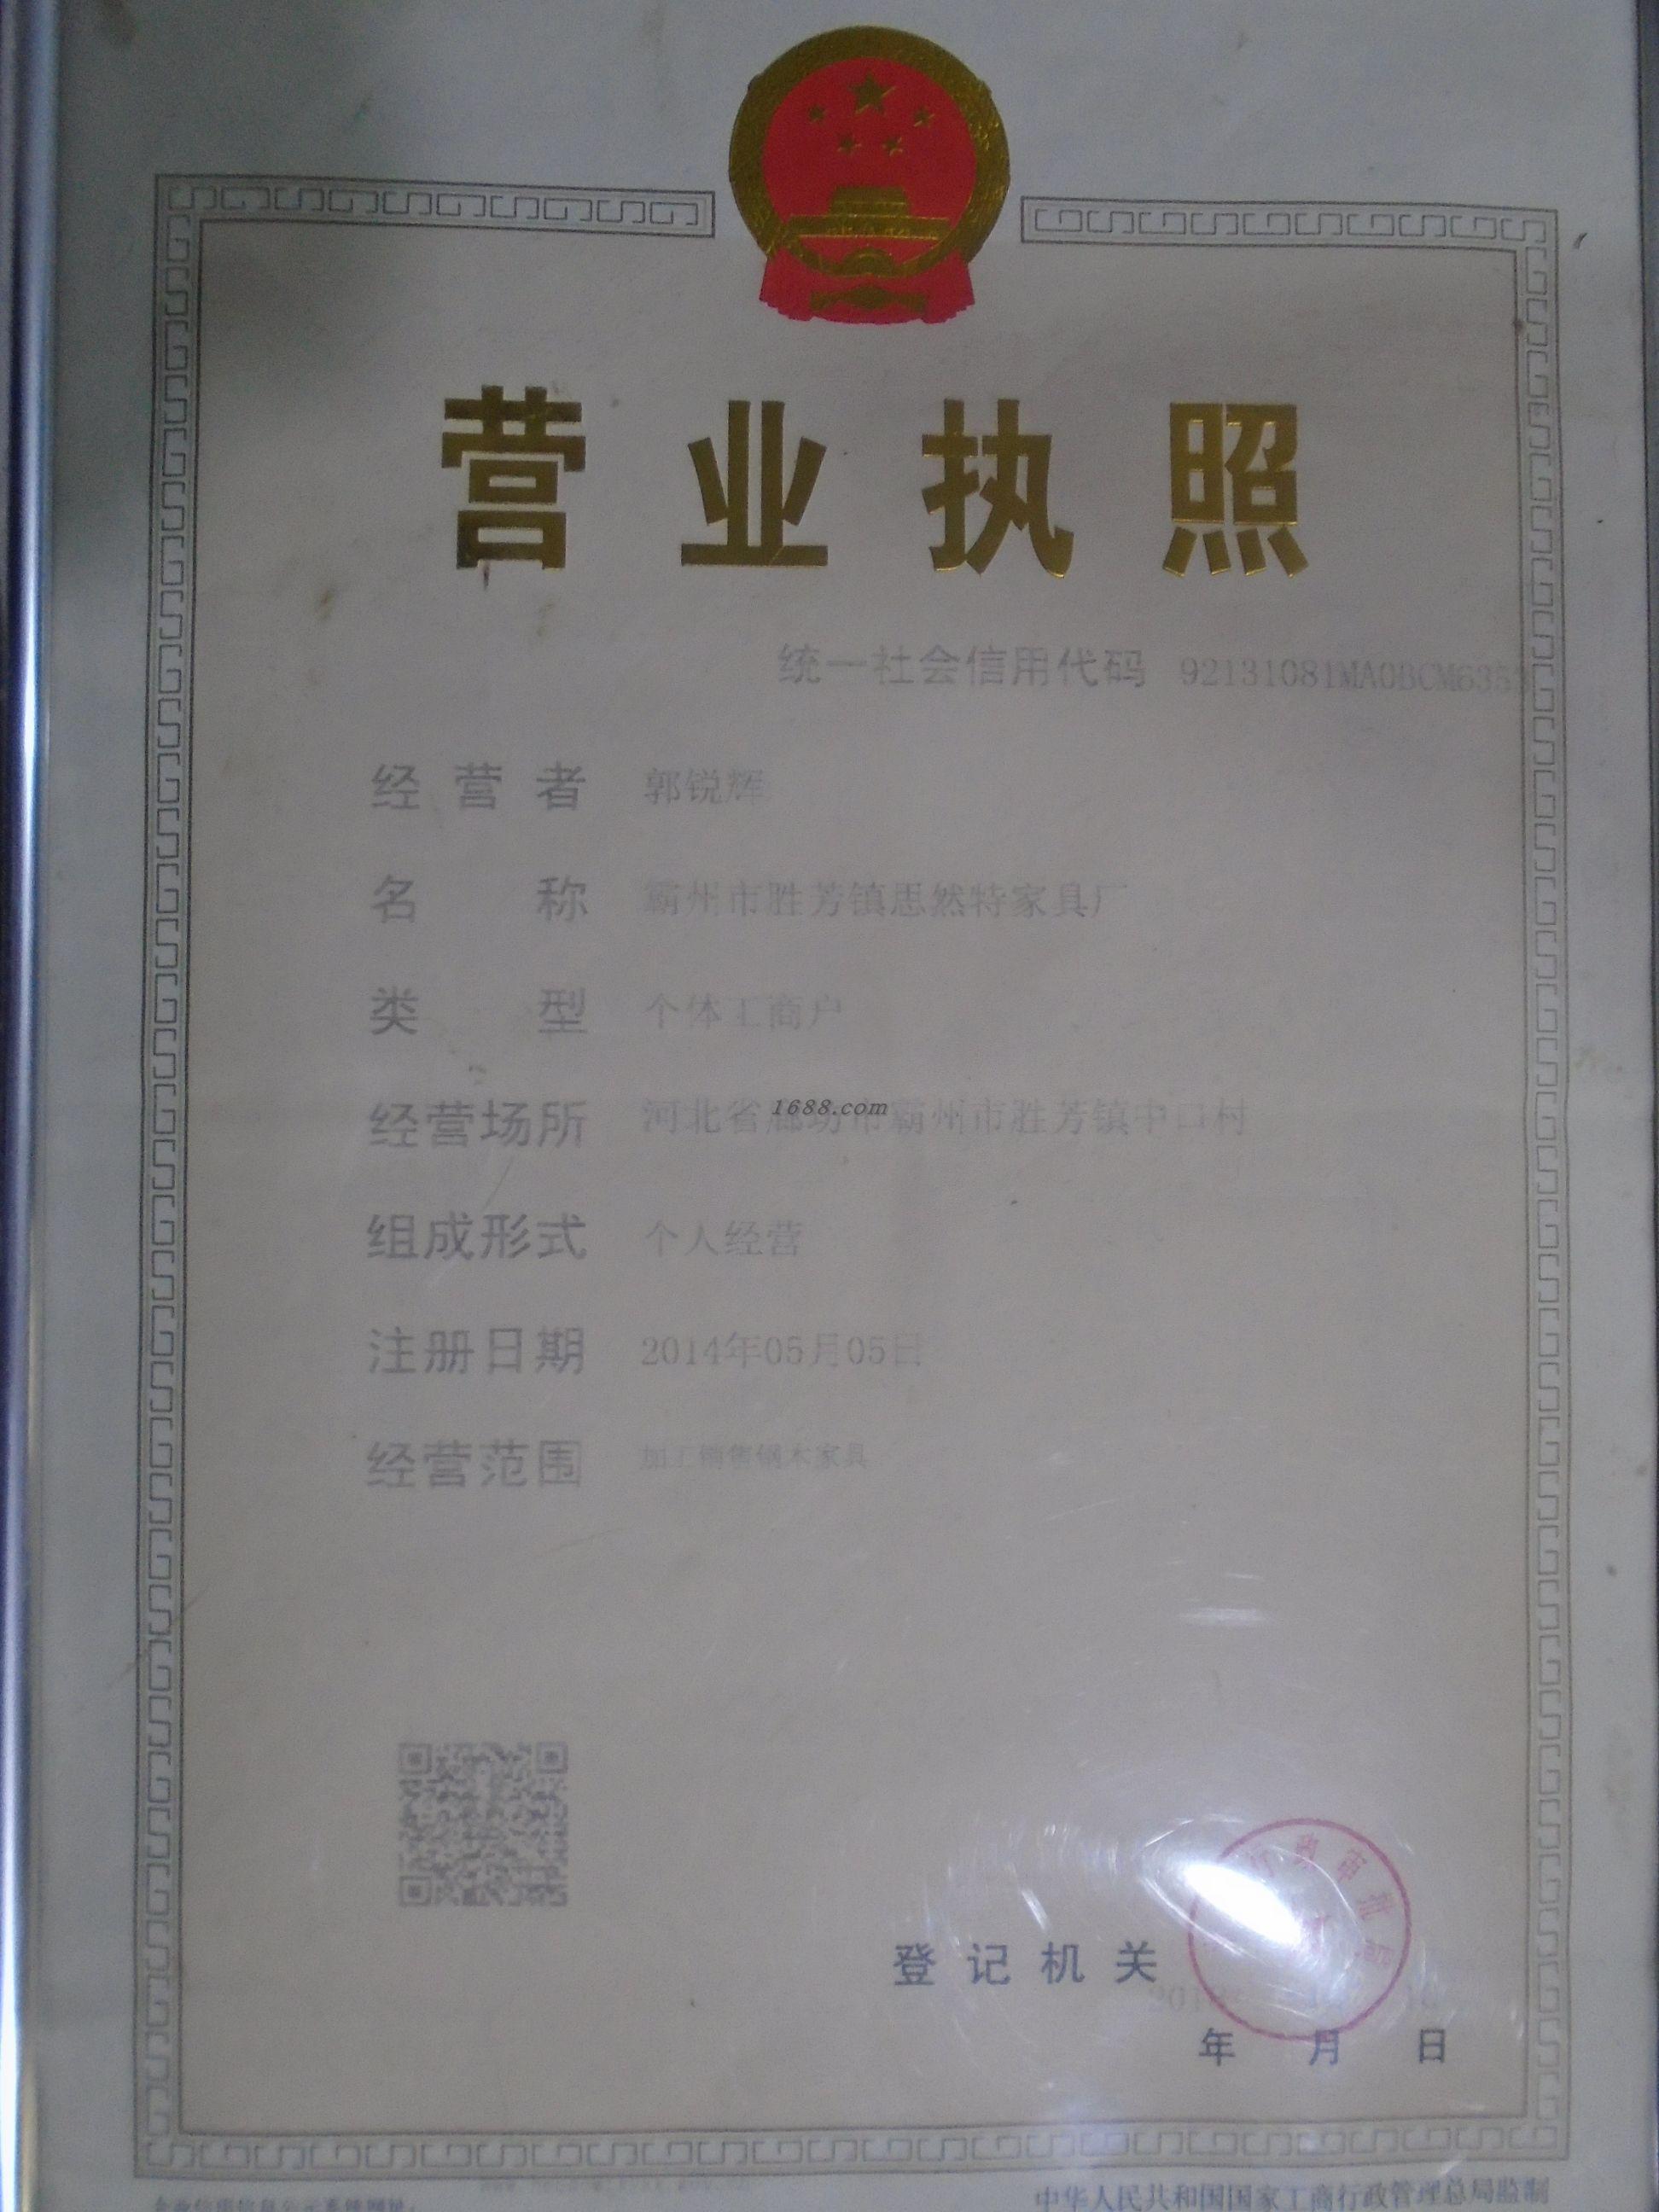 营业执照
统一社会信用代码 92131081MA0BCM6353
经营者 郭锐辉
名称 霸州市胜芳镇思然特家具厂
类型 个体工商户
经营场所 河北省廊坊市霸州市胜芳镇中口村
1688.com
组成形式 个人经营
注册日期 2014年05月05日
经营范围 加工销售钢木家具
登记机关
年 月 日
中华人民共和国国家工商行政管理总局监制